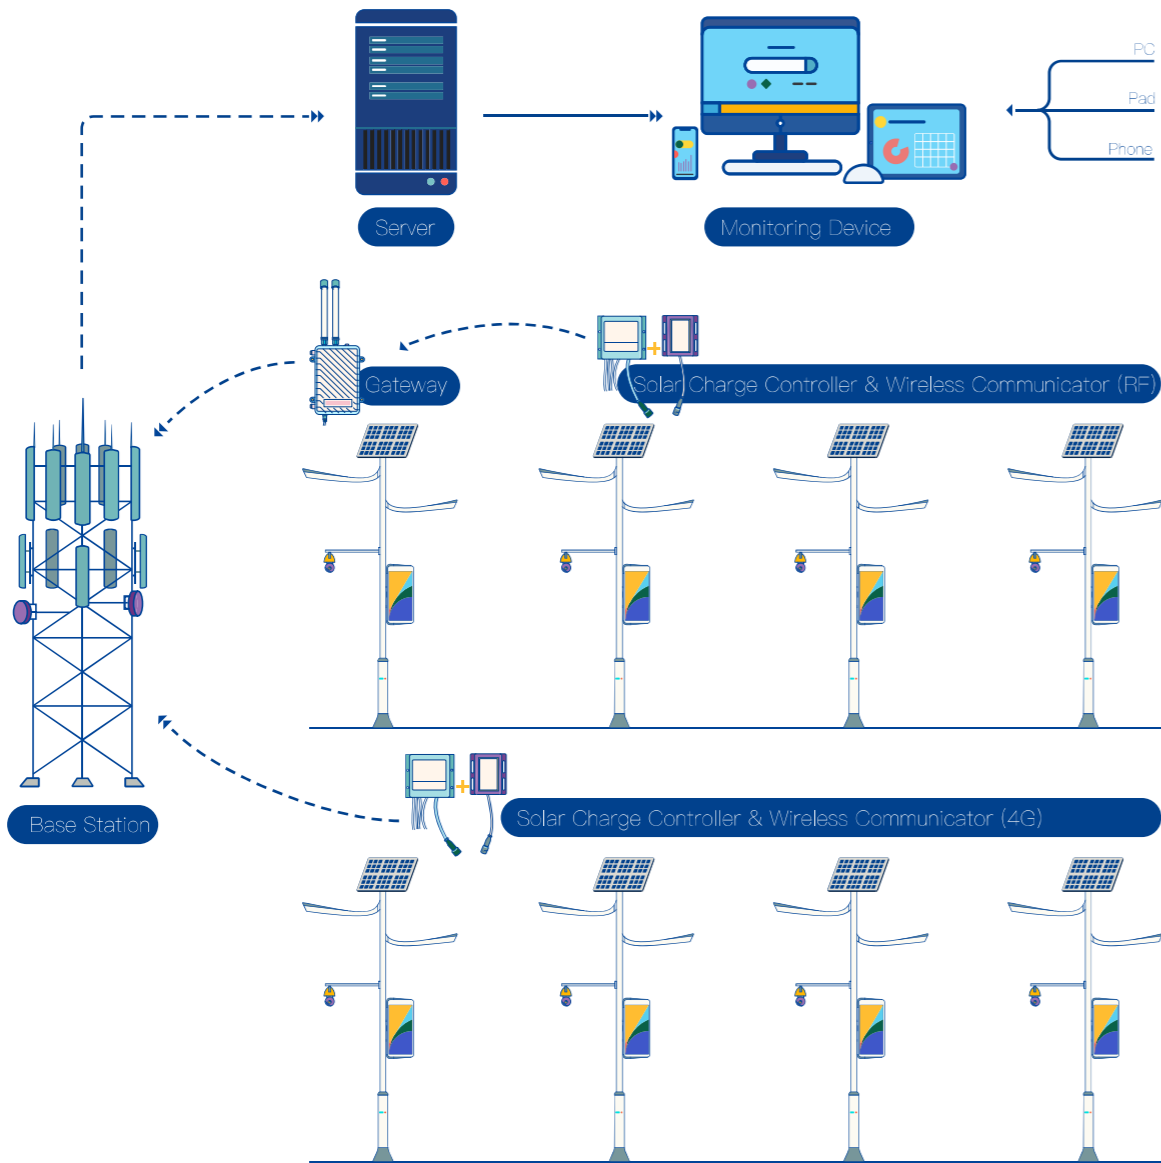 PC
Pad
Phone
Server
Monitoring Device
Gateway
Solar Charge Controller & Wireless Communicator (RF)
Base Station
Solar Charge Controller & Wireless Communicator (4G)